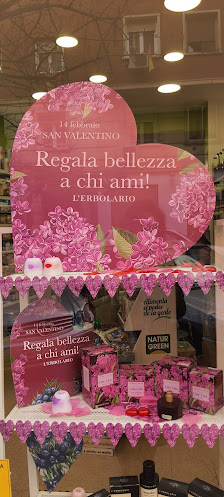 14 febbraio
SAN VALENTINO
Regala bellezza
a chi ami!
L'ERBOLARIO
14 febbraio
SAN VALENTINO
Regala bellezza
a chi ami!
L'ERBOLARIO
NATUR
GREEN